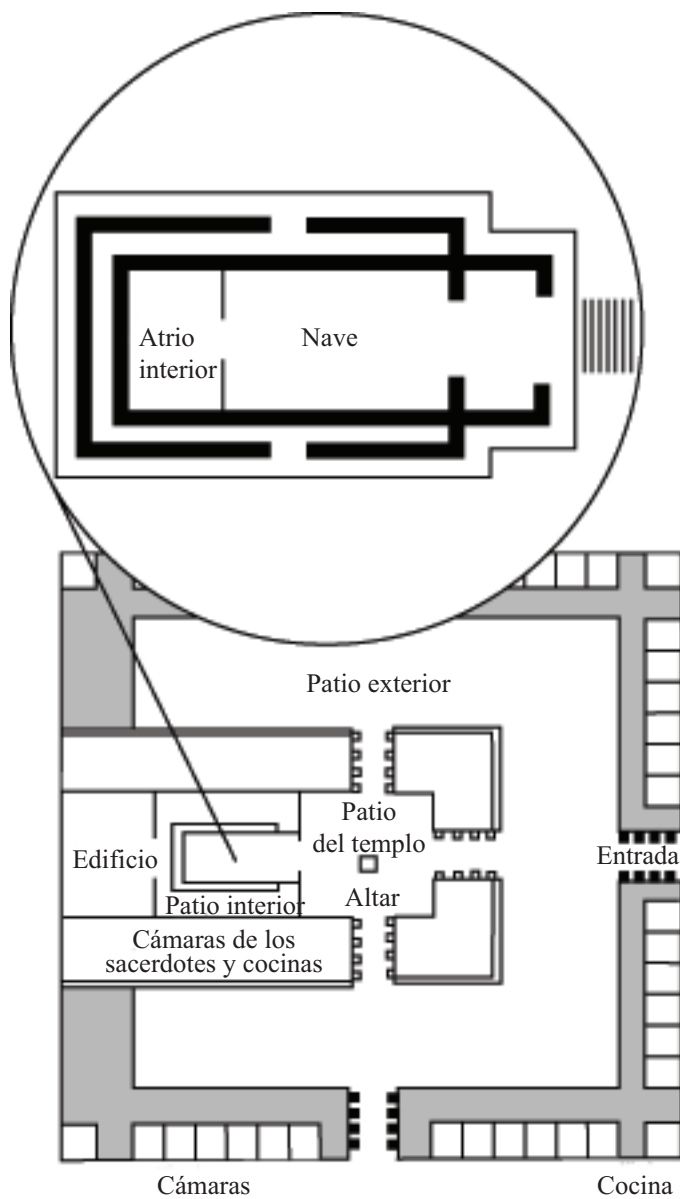 Atrio
interior
Nave
Patio exterior
Patio
del templo
Edificio
Entrada
Altar
Patio interior
Cámaras de los
sacerdotes y cocinas
Cámaras
Cocina